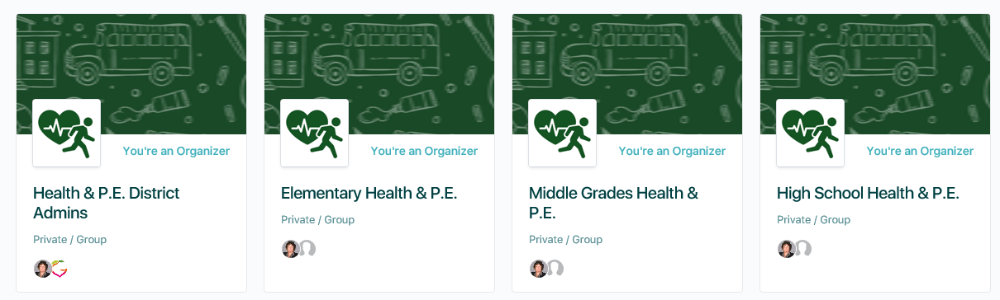 You're an Organizer
Health & P.E. District
Admins
Private / Group
You're an Organizer
Elementary Health & P.E.
Private / Group
You're an Organizer
Middle Grades Health &
P.E.
Private / Group
You're an Organizer
High School Health & P.E.
Private / Group